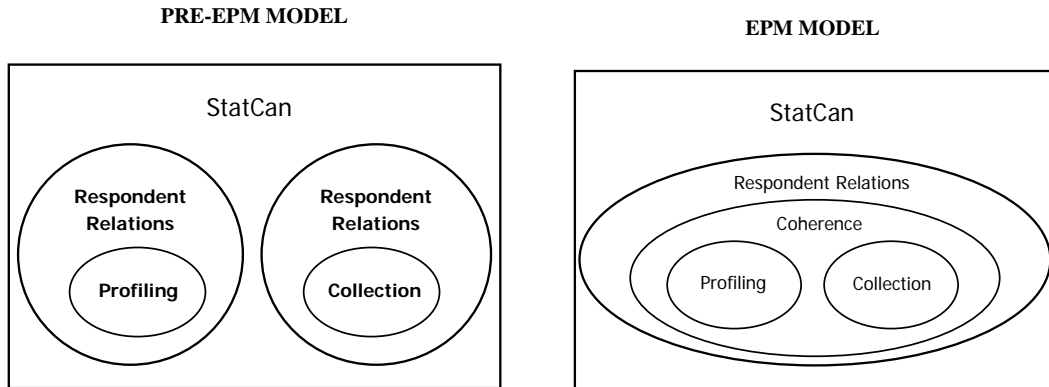 PRE-EPM MODEL
StatCan
Respondent
Relations
Profiling
Respondent
Relations
Collection
EPM MODEL
StatCan
Respondent Relations
Coherence
Profiling
Collection